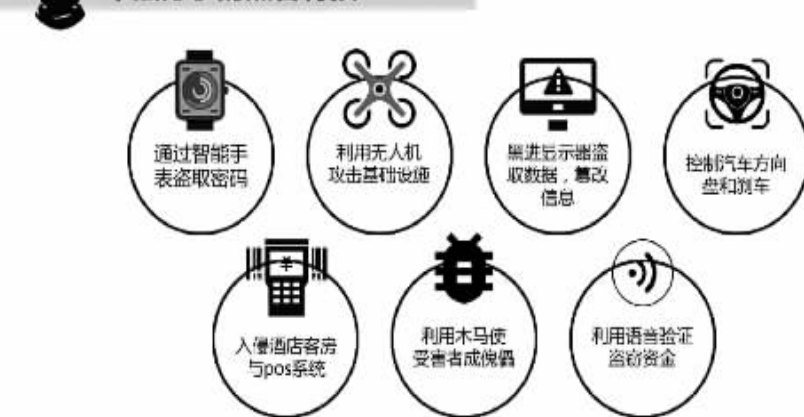 通过智能手
表盗取密码
利用无人机
攻击基础设施
黑进显示器盗
取数据，篡改
信息
控制汽车方向
盘和刹车
入侵酒店客房
与pos系统
利用木马使
受害者成傀儡
利用语音验证
盗窃资金